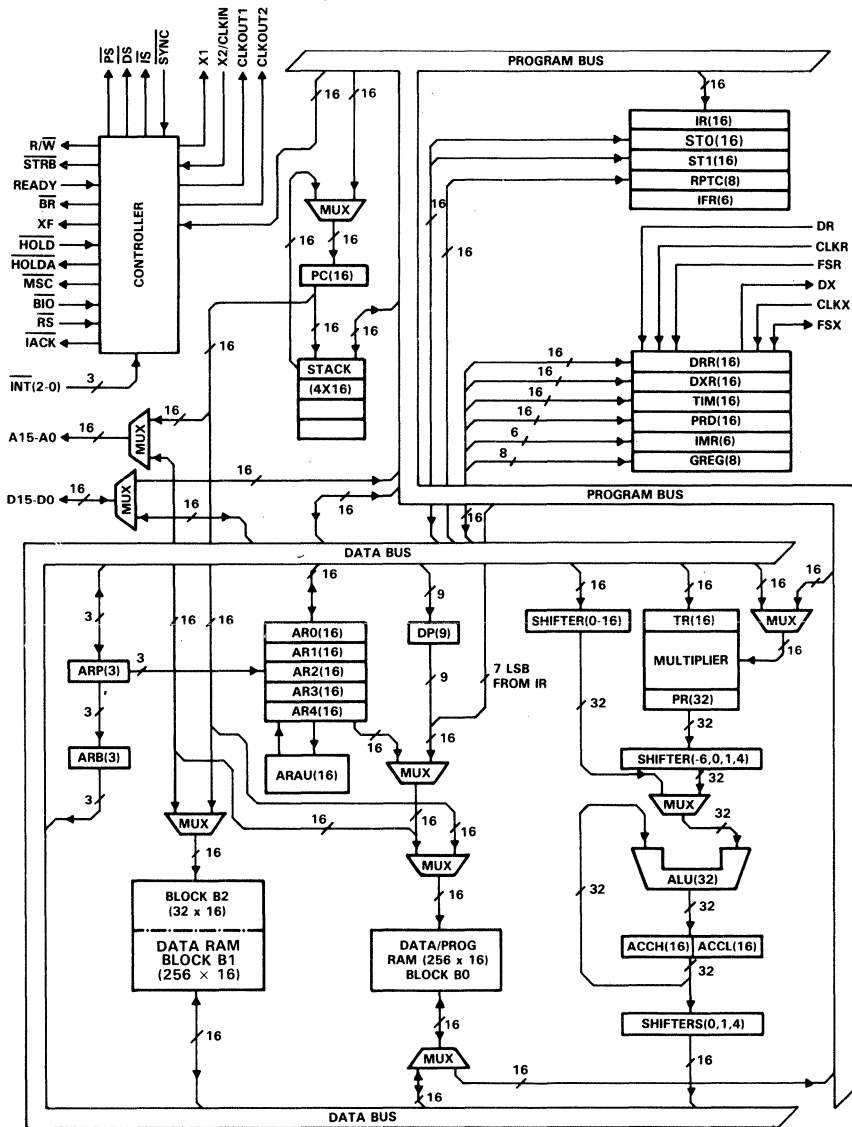 PS
DS
IS
SYNC
X1
X2/CLKIN
CLKOUT1
CLKOUT2
PROGRAM BUS
16
16
16
R/W
STRB
READY
BR
XF
HOLD
HOLDA
MSC
BIO
RS
IACK
CONTROLLER
INT(2-0)
3
MUX
16
16
PC(16)
16
16
16
STACK
(4X16)
IR(16)
ST0(16)
ST1(16)
RPTC(8)
IFR(6)
16
16
DR
CLKR
FSR
DX
CLKX
FSX
16
16
16
16
6
8
DRR(16)
DXR(16)
TIM(16)
PRD(16)
IMR(6)
GREG(8)
A15-A0
16
MUX
16
D15-D0
16
MUX
16
16
16
16
PROGRAM BUS
DATA BUS
3
16
16
16
9
16
16
16
16
ARP(3)
3
AR0(16)
AR1(16)
AR2(16)
AR3(16)
AR4(16)
DP(9)
9
7 LSB
FROM IR
SHIFTER(0-16)
TR(16)
MULTIPLIER
PR(32)
MUX
16
3
ARB(3)
3
ARAU(16)
16
16
MUX
32
32
SHIFTER(-6,0,1,4)
32
MUX
32
MUX
16
16
16
16
MUX
16
16
32
ALU(32)
32
BLOCK B2
(32 x 16)
DATA RAM
BLOCK B1
(256 × 16)
DATA/PROG
RAM (256 x 16)
BLOCK B0
ACCH(16)
ACCL(16)
32
16
16
MUX
16
16
SHIFTERS(0,1,4)
16
DATA BUS